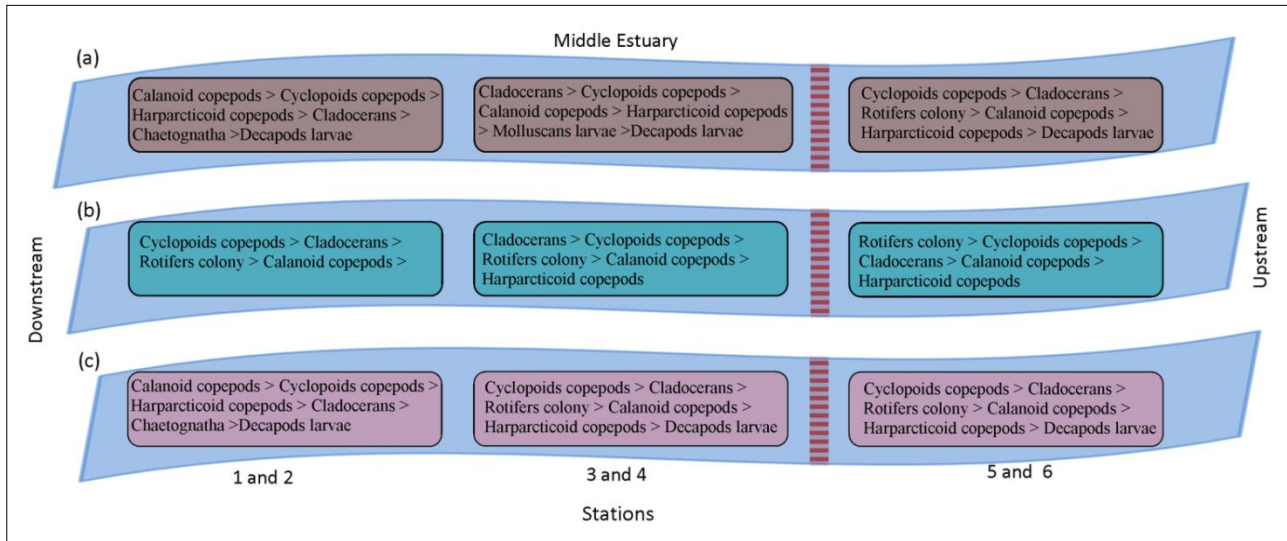 Middle Estuary
(a)
Calanoid copepods > Cyclopoids copepods >
Harparcticoid copepods > Cladocerans >
Chaetognatha >Decapods larvae
Cladocerans > Cyclopoids copepods >
Calanoid copepods > Harparcticoid copepods
> Molluscans larvae >Decapods larvae
Cyclopoids copepods > Cladocerans >
Rotifers colony > Calanoid copepods >
Harparcticoid copepods > Decapods larvae
(b)
Cyclopoids copepods > Cladocerans >
Rotifers colony > Calanoid copepods >
Cladocerans > Cyclopoids copepods >
Rotifers colony > Calanoid copepods >
Harparcticoid copepods
Rotifers colony > Cyclopoids copepods >
Cladocerans > Calanoid copepods >
Harparcticoid copepods
Downstream
Upstream
(c)
Calanoid copepods > Cyclopoids copepods >
Harparcticoid copepods > Cladocerans >
Chaetognatha >Decapods larvae
Cyclopoids copepods > Cladocerans >
Rotifers colony > Calanoid copepods >
Harparcticoid copepods > Decapods larvae
Cyclopoids copepods > Cladocerans >
Rotifers colony > Calanoid copepods >
Harparcticoid copepods > Decapods larvae
1 and 2
3 and 4
5 and 6
Stations